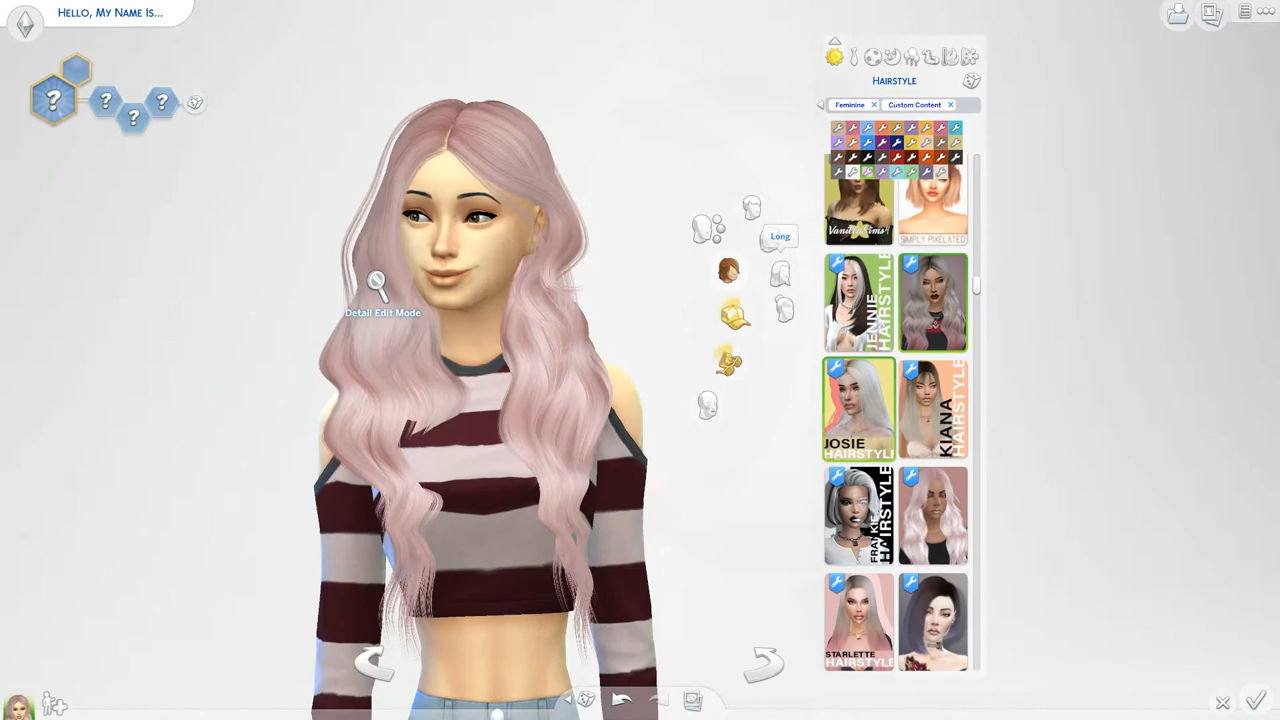 Hello, My Name Is...
Hairstyle
Feminine
Custom Content
VanillaSims
SIMPLY PIXELATED
Long
JENNIE
HAIRSTYLE
Detail Edit Mode
JOSIE
HAIRSTYLE
KIANA
HAIRSTYLE
FRANKIE
HAIRSTYLE
STARLETTE
HAIRSTYLE